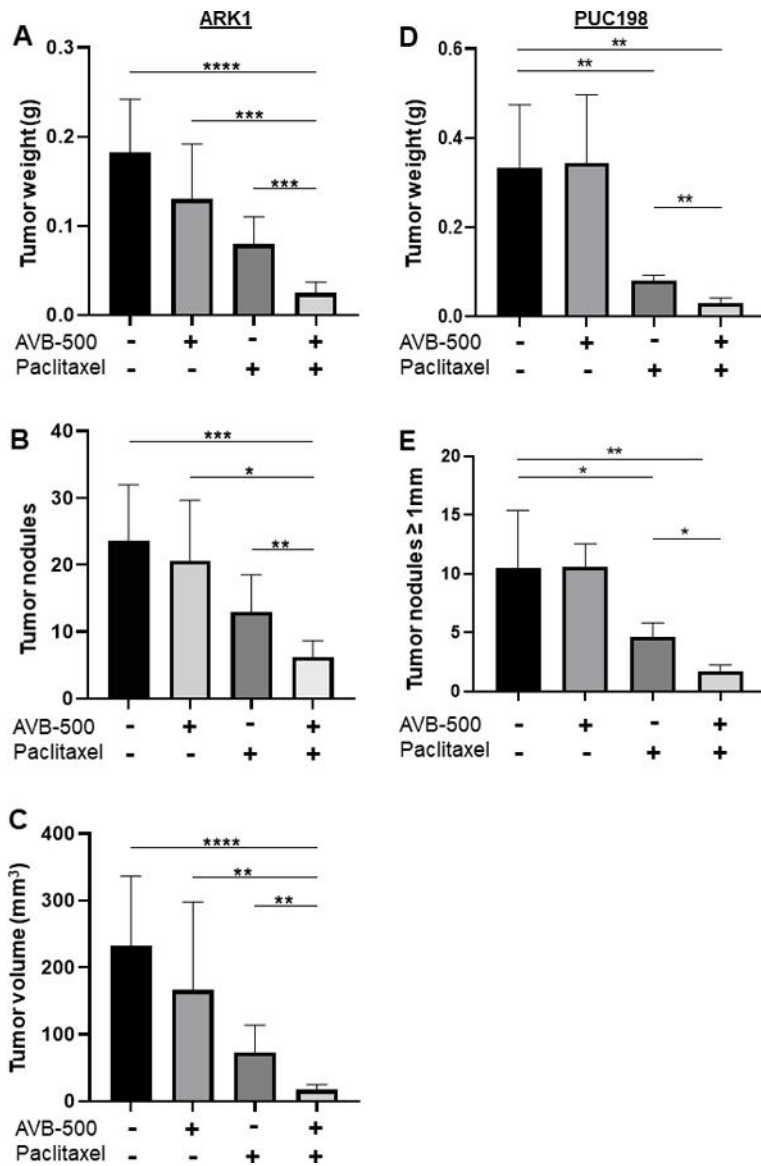 ARK1
A
Tumor weight (g)
0.3
0.2
0.1
0.0
****
***
***
AVB-500 - + - +
Paclitaxel - - + +
B
Tumor nodules
40
30
20
10
0
***
*
**
AVB-500 - + - +
Paclitaxel - - + +
C
Tumor volume (mm³)
400
300
200
100
0
****
**
**
AVB-500 - + - +
Paclitaxel - - + +
PUC198
D
Tumor weight (g)
0.6
0.4
0.2
0.0
**
**
**
AVB-500 - + - +
Paclitaxel - - + +
E
Tumor nodules ≥ 1mm
20
15
10
5
0
**
*
*
AVB-500 - + - +
Paclitaxel - - + +